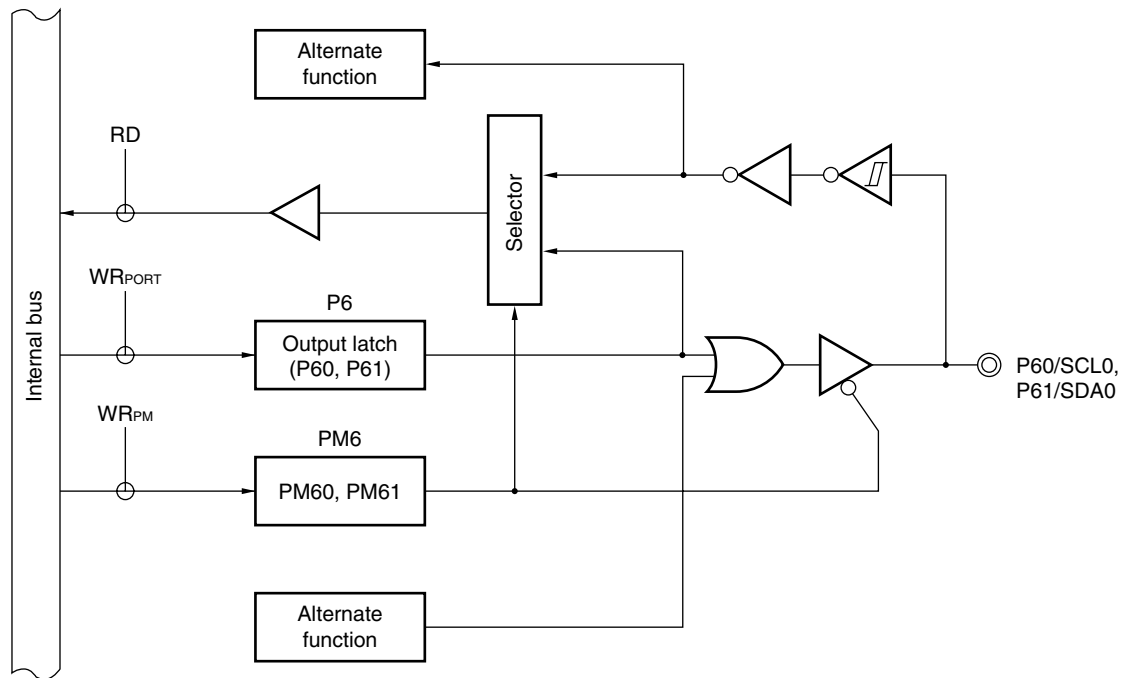 Alternate
function
RD
Selector
WRPORT
P6
Output latch
(P60, P61)
Internal bus
P60/SCL0,
P61/SDA0
WRPM
PM6
PM60, PM61
Alternate
function